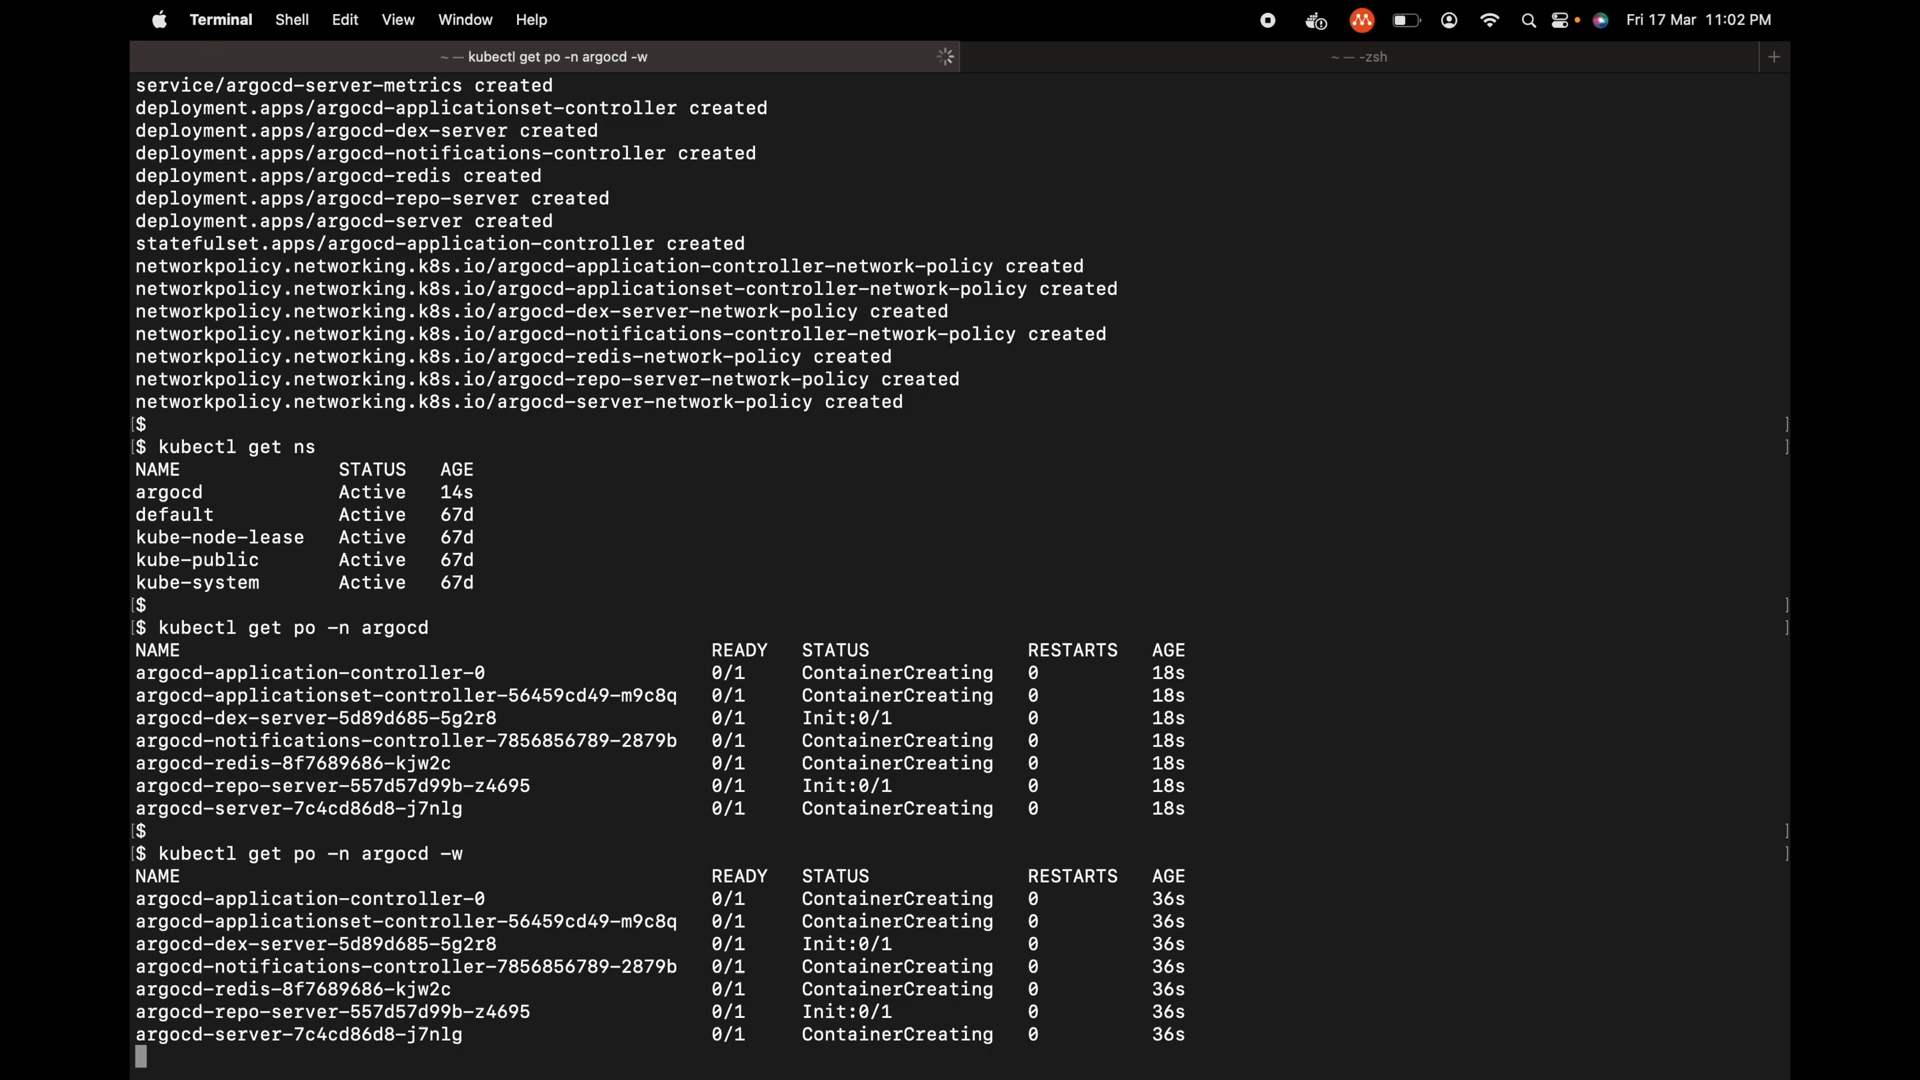 Terminal Shell Edit View Window Help Fri 17 Mar 11:02 PM
~ — kubectl get po -n argocd -w ~ — -zsh +
service/argocd-server-metrics created
deployment.apps/argocd-applicationset-controller created
deployment.apps/argocd-dex-server created
deployment.apps/argocd-notifications-controller created
deployment.apps/argocd-redis created
deployment.apps/argocd-repo-server created
deployment.apps/argocd-server created
statefulset.apps/argocd-application-controller created
networkpolicy.networking.k8s.io/argocd-application-controller-network-policy created
networkpolicy.networking.k8s.io/argocd-applicationset-controller-network-policy created
networkpolicy.networking.k8s.io/argocd-dex-server-network-policy created
networkpolicy.networking.k8s.io/argocd-notifications-controller-network-policy created
networkpolicy.networking.k8s.io/argocd-redis-network-policy created
networkpolicy.networking.k8s.io/argocd-repo-server-network-policy created
networkpolicy.networking.k8s.io/argocd-server-network-policy created
[$ ]
[$ kubectl get ns ]
NAME STATUS AGE
argocd Active 14s
default Active 67d
kube-node-lease Active 67d
kube-public Active 67d
kube-system Active 67d
[$ ]
[$ kubectl get po -n argocd ]
NAME READY STATUS RESTARTS AGE
argocd-application-controller-0 0/1 ContainerCreating 0 18s
argocd-applicationset-controller-56459cd49-m9c8q 0/1 ContainerCreating 0 18s
argocd-dex-server-5d89d685-5g2r8 0/1 Init:0/1 0 18s
argocd-notifications-controller-7856856789-2879b 0/1 ContainerCreating 0 18s
argocd-redis-8f7689686-kjw2c 0/1 ContainerCreating 0 18s
argocd-repo-server-557d57d99b-z4695 0/1 Init:0/1 0 18s
argocd-server-7c4cd86d8-j7nlg 0/1 ContainerCreating 0 18s
[$ ]
[$ kubectl get po -n argocd -w ]
NAME READY STATUS RESTARTS AGE
argocd-application-controller-0 0/1 ContainerCreating 0 36s
argocd-applicationset-controller-56459cd49-m9c8q 0/1 ContainerCreating 0 36s
argocd-dex-server-5d89d685-5g2r8 0/1 Init:0/1 0 36s
argocd-notifications-controller-7856856789-2879b 0/1 ContainerCreating 0 36s
argocd-redis-8f7689686-kjw2c 0/1 ContainerCreating 0 36s
argocd-repo-server-557d57d99b-z4695 0/1 Init:0/1 0 36s
argocd-server-7c4cd86d8-j7nlg 0/1 ContainerCreating 0 36s